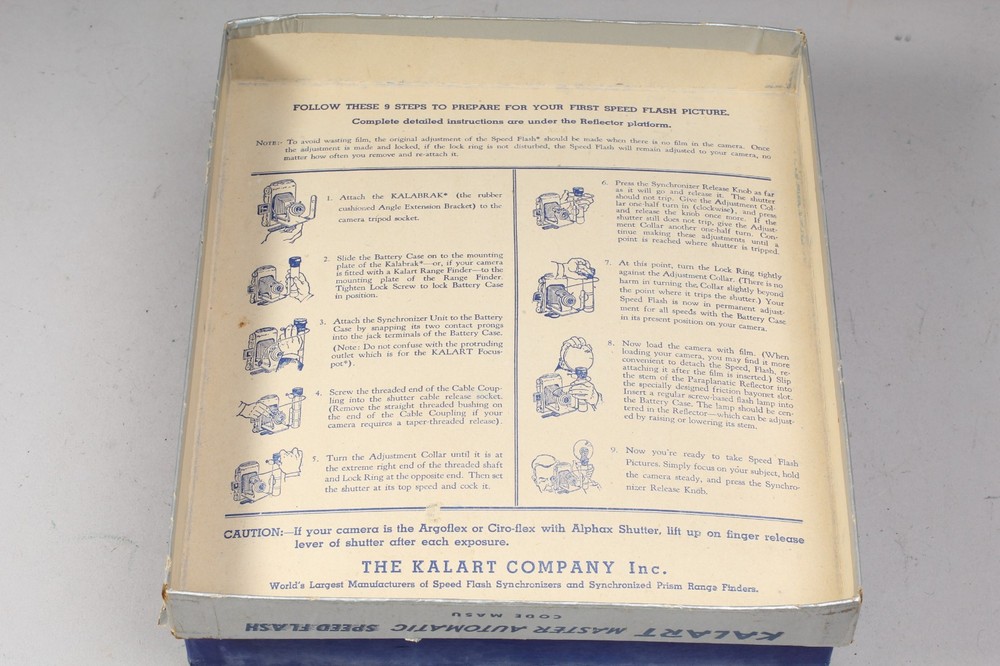 FOLLOW THESE 9 STEPS TO PREPARE FOR YOUR FIRST SPEED FLASH PICTURE.
Complete detailed instructions are under the Reflector platform.
NOTE:- To avoid wasting film, the original adjustment of the Speed Flash* should be made when there is no film in the camera. Once
the adjustment is made and locked, if the lock ring is not disturbed, the Speed Flash will remain adjusted to your camera, no
matter how often you remove and re-attach it.
1. Attach the KALABRAK* (the rubber
cushioned Angle Extension Bracket) to the
camera tripod socket.
2. Slide the Battery Case on to the mounting
plate of the Kalabrak*—or, if your camera
is fitted with a Kalart Range Finder—to the
mounting plate of the Range Finder.
Tighten Lock Screw to lock Battery Case
in position.
3. Attach the Synchronizer Unit to the Battery
Case by snapping its two contact prongs
into the jack terminals of the Battery Case.
(Note: Do not confuse with the protruding
outlet which is for the KALART Focus-
pot*).
4. Screw the threaded end of the Cable Coup-
ling into the shutter cable release socket.
(Remove the straight threaded bushing on
the end of the Cable Coupling if your
camera requires a taper-threaded release).
5. Turn the Adjustment Collar until it is at
the extreme right end of the threaded shaft
and Lock Ring at the opposite end. Then set
the shutter at its top speed and cock it.
6. Press the Synchronizer Release Knob as far
as it will go and release it. The shutter
should not trip. Give the Adjustment Col-
lar one-half turn in (clockwise), and press
and release the knob once more. If the
shutter still does not trip, give the Adjust-
ment Collar another one-half turn. Con-
tinue making these adjustments until a
point is reached where shutter is tripped.
7. At this point, turn the Lock Ring tightly
against the Adjustment Collar. (There is no
harm in turning the Collar slightly beyond
the point where it trips the shutter.) Your
Speed Flash is now in permanent adjust-
ment for all speeds with the Battery Case
in its present position on your camera.
8. Now load the camera with film. (When
loading your camera, you may find it more
convenient to detach the Speed, Flash, re-
attaching it after the film is inserted.) Slip
the stem of the Paraplanatic Reflector into
the specially designed friction bayonet slot.
Insert a regular screw-based flash lamp into
the Battery Case. The lamp should be cen-
tered in the Reflector—which can be adjust-
ed by raising or lowering its stem.
9. Now you're ready to take Speed Flash
Pictures. Simply focus on your subject, hold
the camera steady, and press the Synchro-
nizer Release Knob.
CAUTION:—If your camera is the Argoflex or Ciro-flex with Alphax Shutter, lift up on finger release
lever of shutter after each exposure.
THE KALART COMPANY Inc.
World's Largest Manufacturers of Speed Flash Synchronizers and Synchronized Prism Range Finders.
CODE MASU
KALART MASTER AUTOMATIC SPEED FLASH